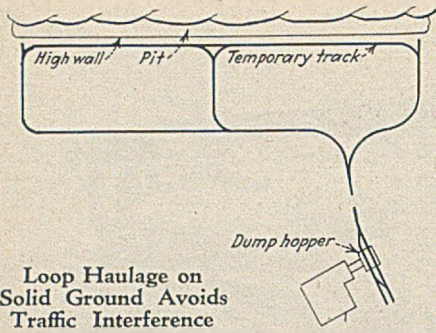 High wall Pit Temporary track
Dump hopper
Loop Haulage on
Solid Ground Avoids
Traffic Interference